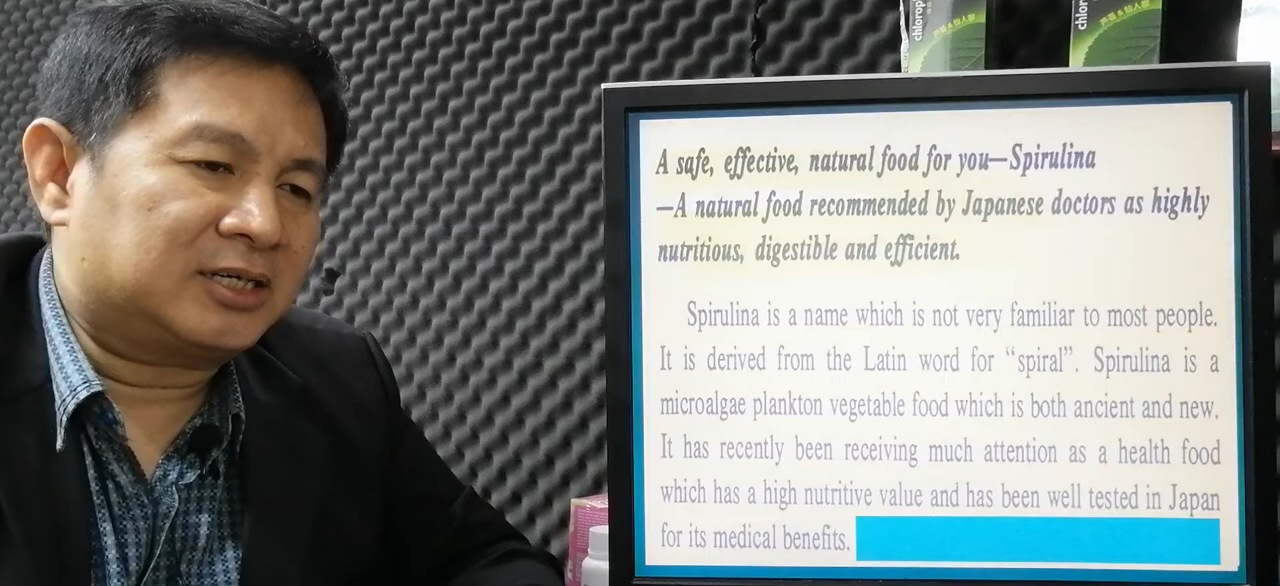 chlorop
chlorop
A safe, effective, natural food for you—Spirulina
—A natural food recommended by Japanese doctors as highly
nutritious, digestible and efficient.
Spirulina is a name which is not very familiar to most people.
It is derived from the Latin word for “spiral”. Spirulina is a
microalgae plankton vegetable food which is both ancient and new.
It has recently been receiving much attention as a health food
which has a high nutritive value and has been well tested in Japan
for its medical benefits.